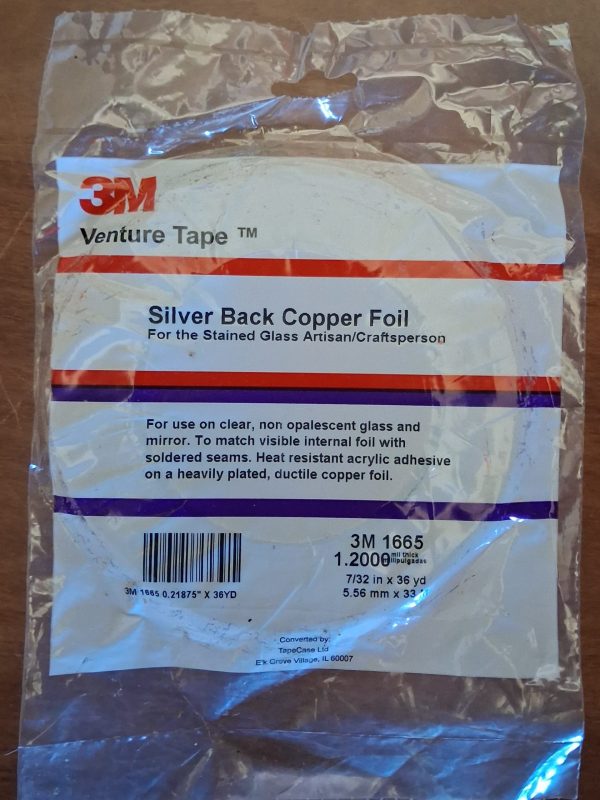 3M
Venture Tape ™
Silver Back Copper Foil
For the Stained Glass Artisan/Craftsperson
For use on clear, non opalescent glass and
mirror. To match visible internal foil with
soldered seams. Heat resistant acrylic adhesive
on a heavily plated, ductile copper foil.
3M 1665
1.2000 mil thick
milipulgadas
7/32 in x 36 yd
5.56 mm x 33
3M 1665 0.21875" X 36YD
Converted by:
TapeCase Ltd
Elk Grove Village, IL 60007